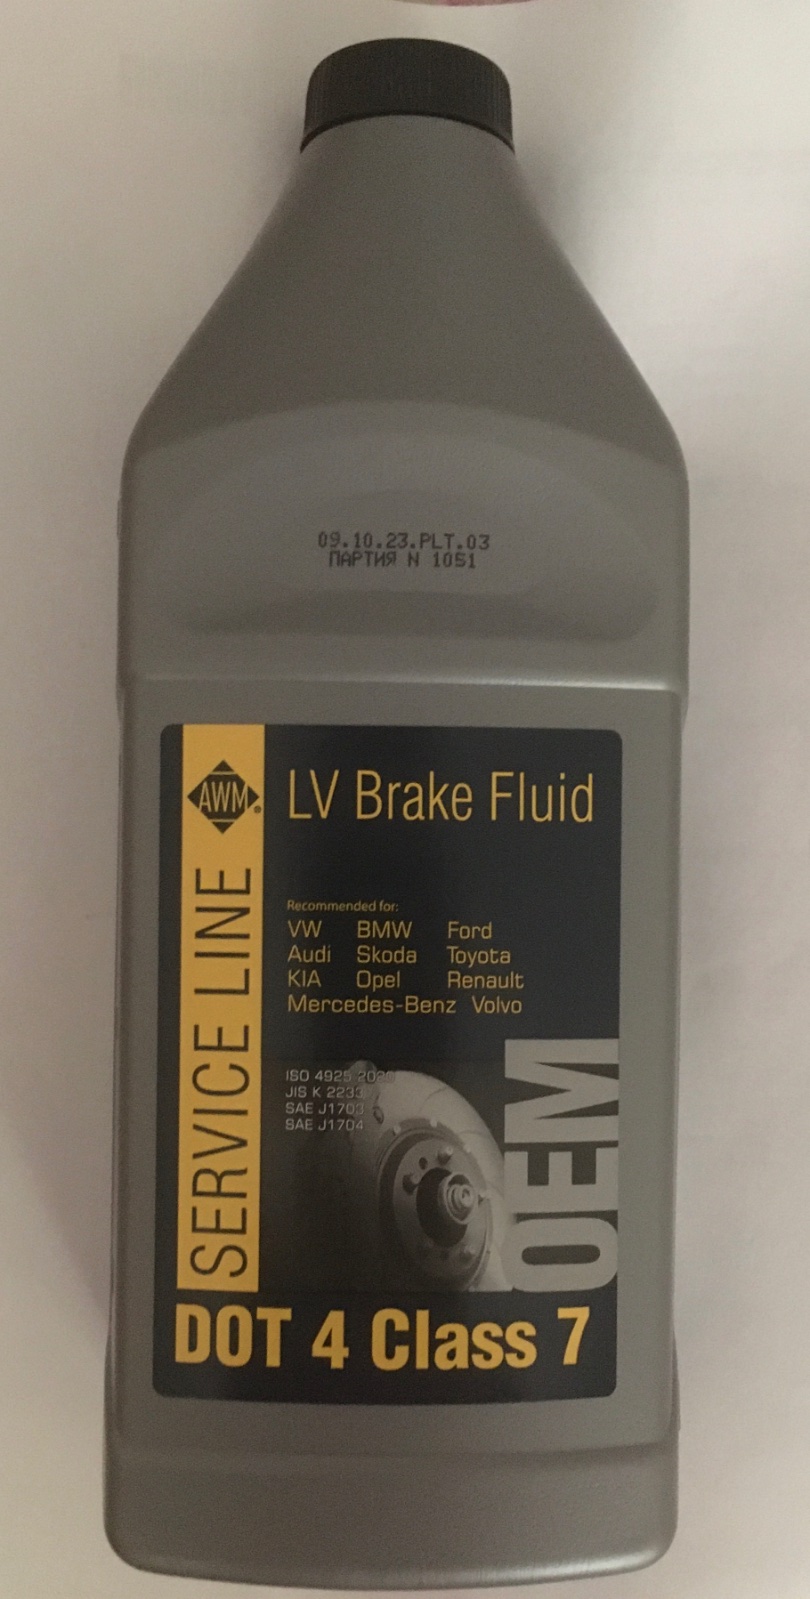 09.10.23.PLT.03
ПАРТИЯ N 1051
AWM®
LV Brake Fluid
SERVICE LINE
Recommended for:
VW BMW Ford
Audi Skoda Toyota
KIA Opel Renault
Mercedes-Benz Volvo
ISO 4925
JIS K 2233
SAE J1703
SAE J1704
OEM
DOT 4 Class 7